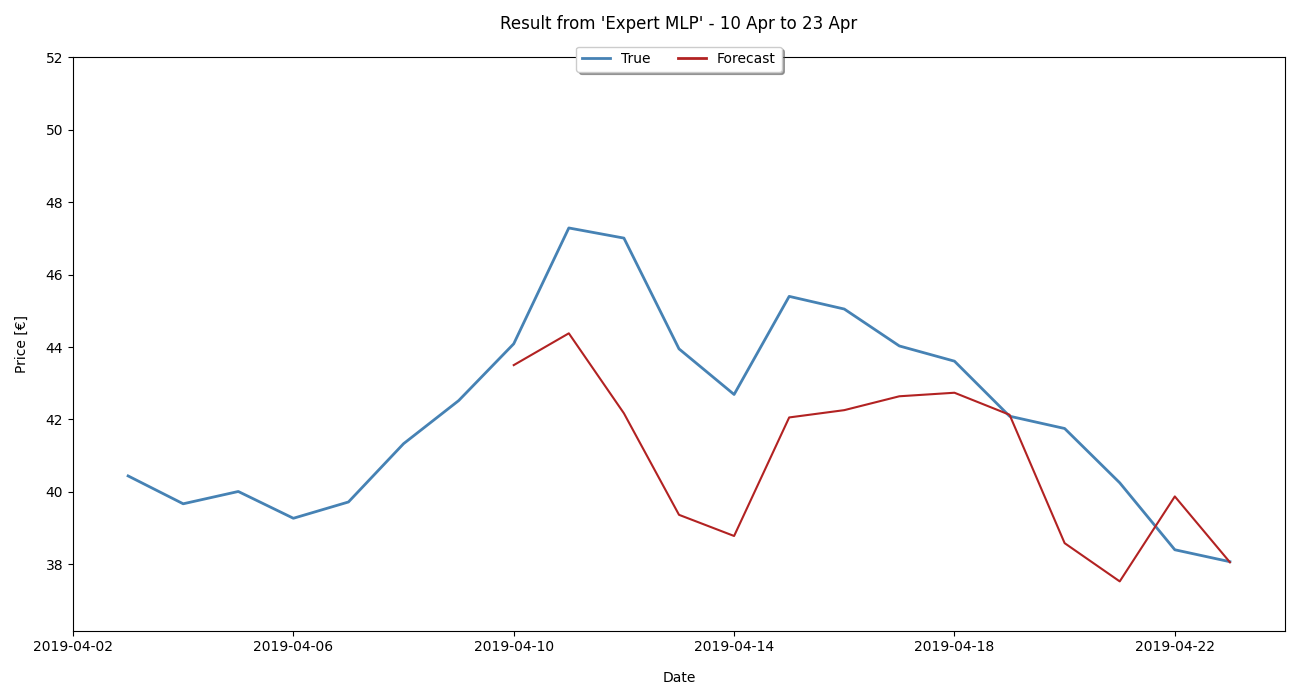 Result from 'Expert MLP' - 10 Apr to 23 Apr
True Forecast
52
50
48
46
44
42
40
38
Price [€]
2019-04-02 2019-04-06 2019-04-10 2019-04-14 2019-04-18 2019-04-22
Date